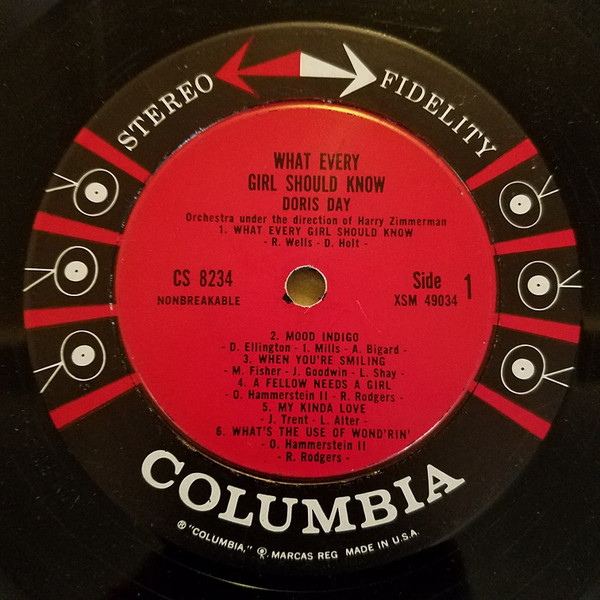 STEREO FIDELITY
WHAT EVERY
GIRL SHOULD KNOW
DORIS DAY
Orchestra under the direction of Harry Zimmerman
1. WHAT EVERY GIRL SHOULD KNOW
- R. Wells - D. Holt -
CS 8234
NONBREAKABLE
Side 1
XSM 49034
2. MOOD INDIGO
- D. Ellington - I. Mills - A. Bigard -
3. WHEN YOU'RE SMILING
- M. Fisher - J. Goodwin - L. Shay -
4. A FELLOW NEEDS A GIRL
- O. Hammerstein II - R. Rodgers -
5. MY KINDA LOVE
- J. Trent - L. Alter -
6. WHAT'S THE USE OF WOND'RIN'
- O. Hammerstein II
- R. Rodgers -
COLUMBIA
® "COLUMBIA," ®, MARCAS REG MADE IN U.S.A.